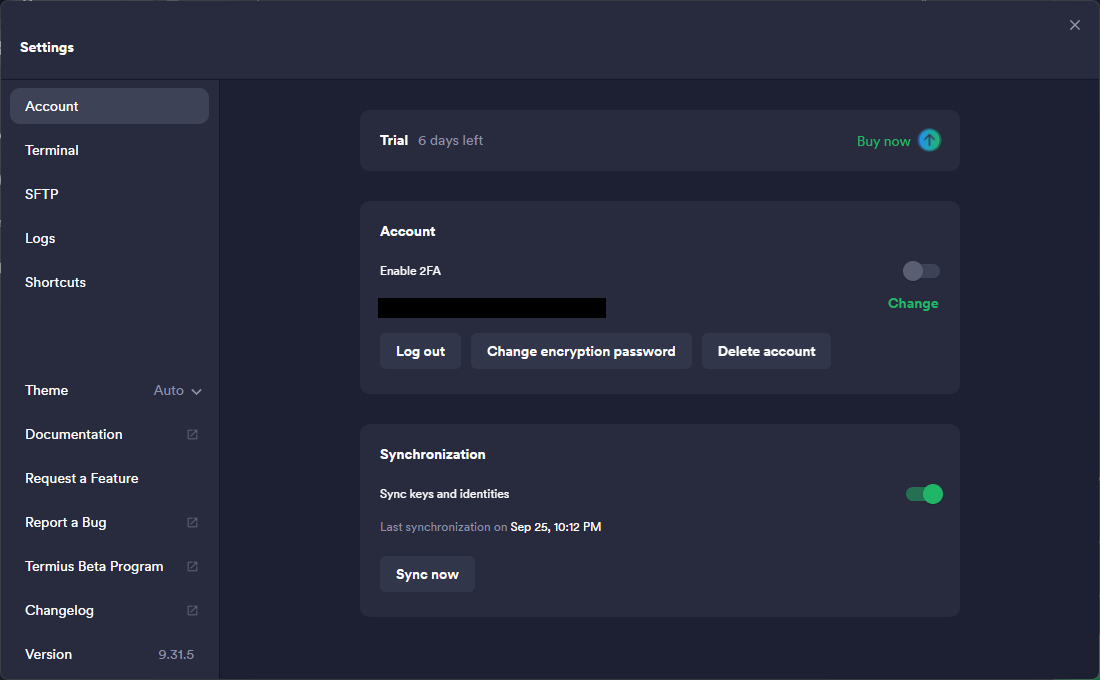 Settings
Account
Terminal
SFTP
Logs
Shortcuts
Theme Auto
Documentation
Request a Feature
Report a Bug
Termius Beta Program
Changelog
Version 9.31.5
Trial 6 days left Buy now
Account
Enable 2FA
Change
Log out Change encryption password Delete account
Synchronization
Sync keys and identities
Last synchronization on Sep 25, 10:12 PM
Sync now